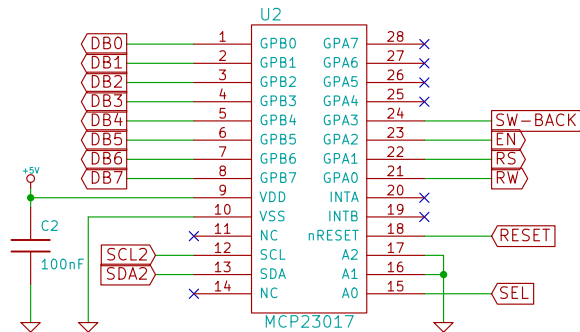 U2
DB0 1 GPB0 GPA7 28
DB1 2 GPB1 GPA6 27
DB2 3 GPB2 GPA5 26
DB3 4 GPB3 GPA4 25
DB4 5 GPB4 GPA3 24 SW-BACK
DB5 6 GPB5 GPA2 23 EN
DB6 7 GPB6 GPA1 22 RS
DB7 8 GPB7 GPA0 21 RW
+5V 9 VDD INTA 20
10 VSS INTB 19
C2 11 NC nRESET 18 RESET
SCL2 12 SCL A2 17
100nF SDA2 13 SDA A1 16
14 NC A0 15 SEL
MCP23017